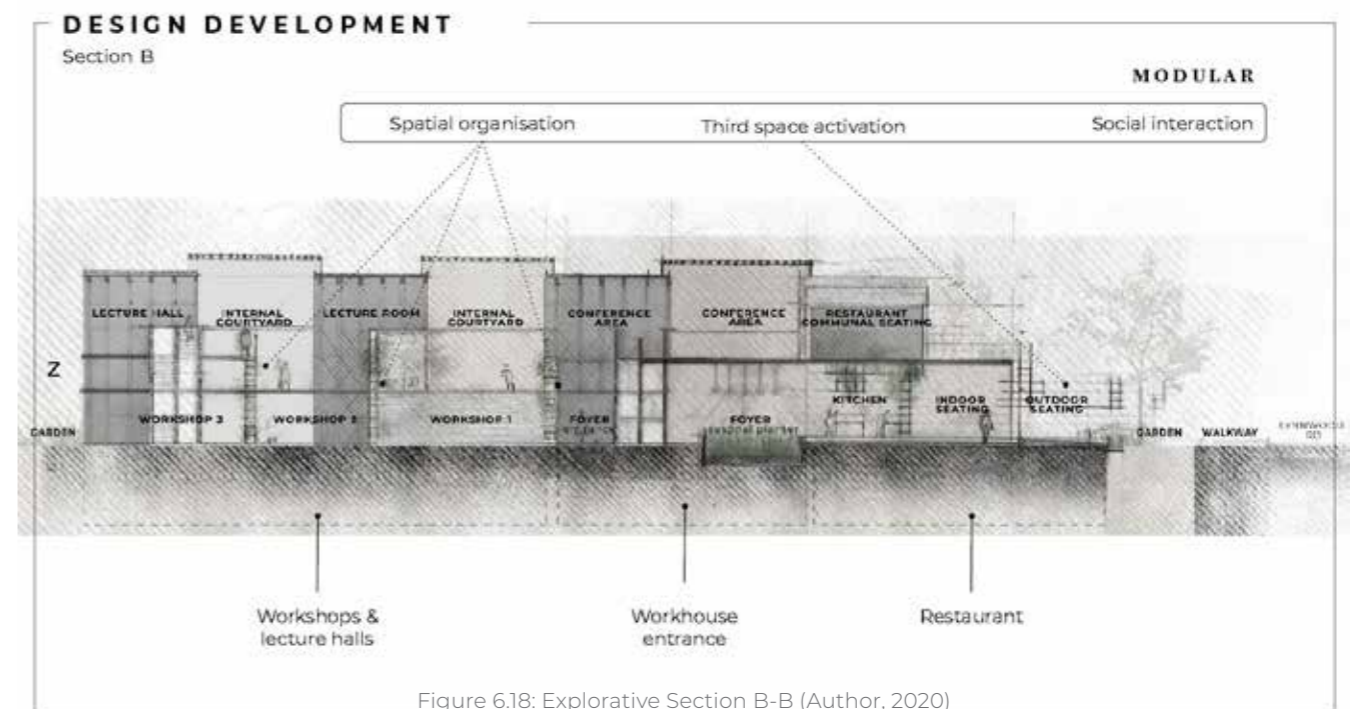 DESIGN DEVELOPMENT
Section B
MODULAR
Spatial organisation
Third space activation
Social interaction
LECTURE HALL
INTERNAL
COURTYARD
LECTURE ROOM
INTERNAL
COURTYARD
CONFERENCE
AREA
CONFERENCE
AREA
RESTAURANT
COMMUNAL SEATING
Z
GARDEN
WORKSHOP 3
WORKSHOP 2
WORKSHOP 1
FOYER
FOYER
KITCHEN
INDOOR
SEATING
OUTDOOR
SEATING
GARDEN
WALKWAY
Workshops &
lecture halls
Workhouse
entrance
Restaurant
Figure 6.18: Explorative Section B-B (Author, 2020)